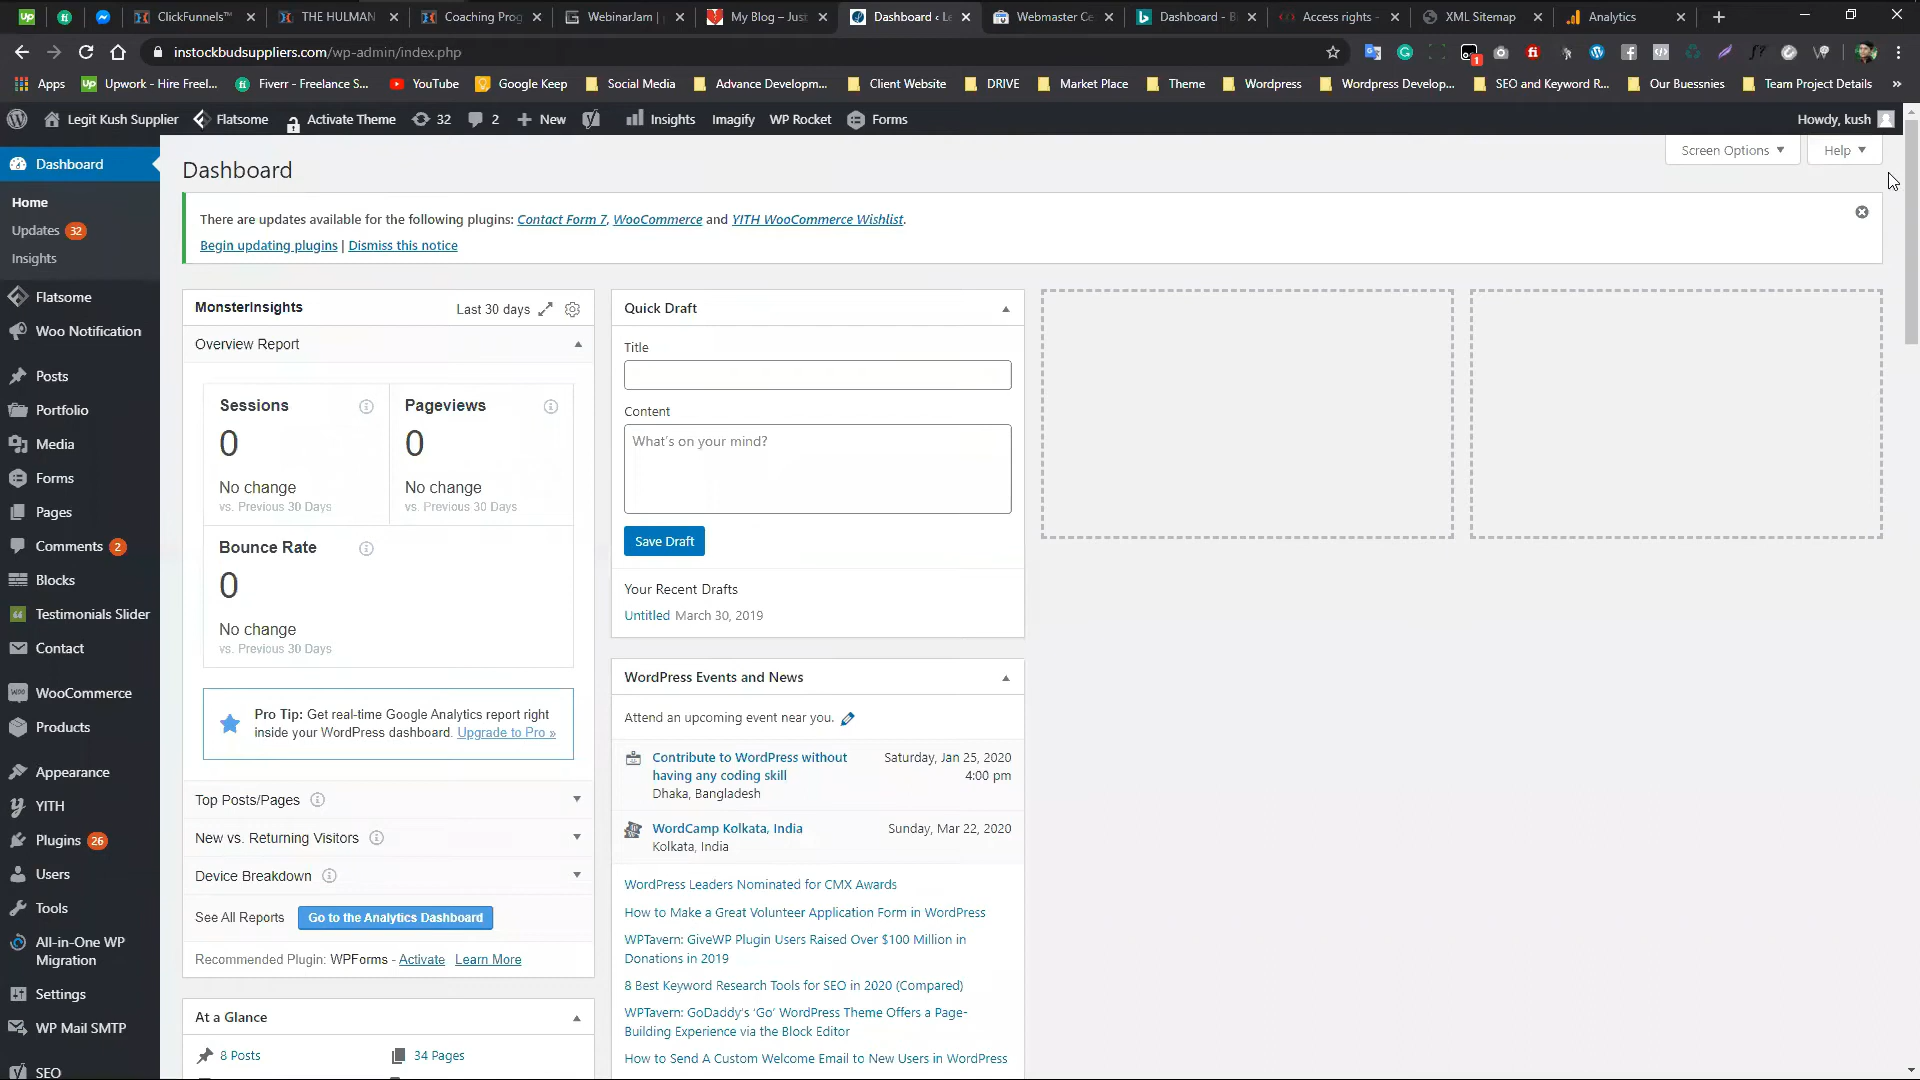 ClickFunnels™
THE HULMAN
Coaching Prog
WebinarJam |
My Blog – Just
Dashboard ‹ Le
Webmaster Ce
Dashboard - B
Access rights -
XML Sitemap
Analytics
instockbudsuppliers.com/wp-admin/index.php
Apps
Upwork - Hire Freel...
Fiverr - Freelance S...
YouTube
Google Keep
Social Media
Advance Developm...
Client Website
DRIVE
Market Place
Theme
Wordpress
Wordpress Develop...
SEO and Keyword R...
Our Buessnies
Team Project Details
»
Legit Kush Supplier
Flatsome
Activate Theme
32
2
New
Insights
Imagify
WP Rocket
Forms
Howdy, kush
Dashboard
Home
Updates 32
Insights
Flatsome
Woo Notification
Posts
Portfolio
Media
Forms
Pages
Comments 2
Blocks
Testimonials Slider
Contact
WooCommerce
Products
Appearance
YITH
Plugins 26
Users
Tools
All-in-One WP
Migration
Settings
WP Mail SMTP
SEO
Screen Options
Help
Dashboard
There are updates available for the following plugins: Contact Form 7, WooCommerce and YITH WooCommerce Wishlist.
Begin updating plugins | Dismiss this notice
MonsterInsights
Last 30 days
Overview Report
Sessions
0
No change
vs. Previous 30 Days
Pageviews
0
No change
vs. Previous 30 Days
Bounce Rate
0
No change
vs. Previous 30 Days
Pro Tip: Get real-time Google Analytics report right
inside your WordPress dashboard. Upgrade to Pro »
Top Posts/Pages
New vs. Returning Visitors
Device Breakdown
See All Reports
Go to the Analytics Dashboard
Recommended Plugin: WPForms - Activate Learn More
At a Glance
8 Posts
34 Pages
Quick Draft
Title
Content
What's on your mind?
Save Draft
Your Recent Drafts
Untitled March 30, 2019
WordPress Events and News
Attend an upcoming event near you.
Contribute to WordPress without
having any coding skill
Dhaka, Bangladesh
Saturday, Jan 25, 2020
4:00 pm
WordCamp Kolkata, India
Kolkata, India
Sunday, Mar 22, 2020
WordPress Leaders Nominated for CMX Awards
How to Make a Great Volunteer Application Form in WordPress
WPTavern: GiveWP Plugin Users Raised Over $100 Million in
Donations in 2019
8 Best Keyword Research Tools for SEO in 2020 (Compared)
WPTavern: GoDaddy's 'Go' WordPress Theme Offers a Page-
Building Experience via the Block Editor
How to Send A Custom Welcome Email to New Users in WordPress